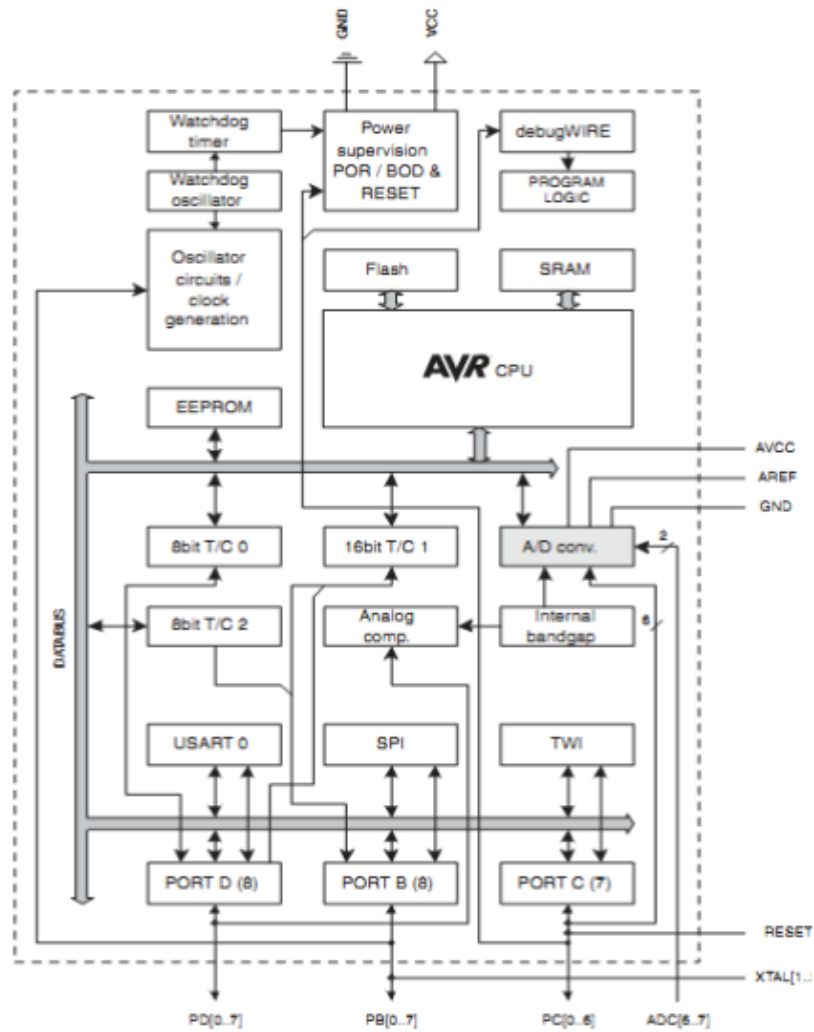 GND
VCC
Watchdog
timer
Power
supervision
POR / BOD &
RESET
debugWIRE
Watchdog
oscillator
PROGRAM
LOGIC
Oscillator
circuits /
clock
generation
Flash
SRAM
AVR CPU
EEPROM
AVCC
AREF
GND
2
8bit T/C 0
16bit T/C 1
A/D conv.
8bit T/C 2
Analog
comp.
Internal
bandgap
6
DATABUS
USART 0
SPI
TWI
PORT D (8)
PORT B (8)
PORT C (7)
RESET
XTAL[1..
PD[0..7]
PB[0..7]
PC[0..6]
ADC[6..7]